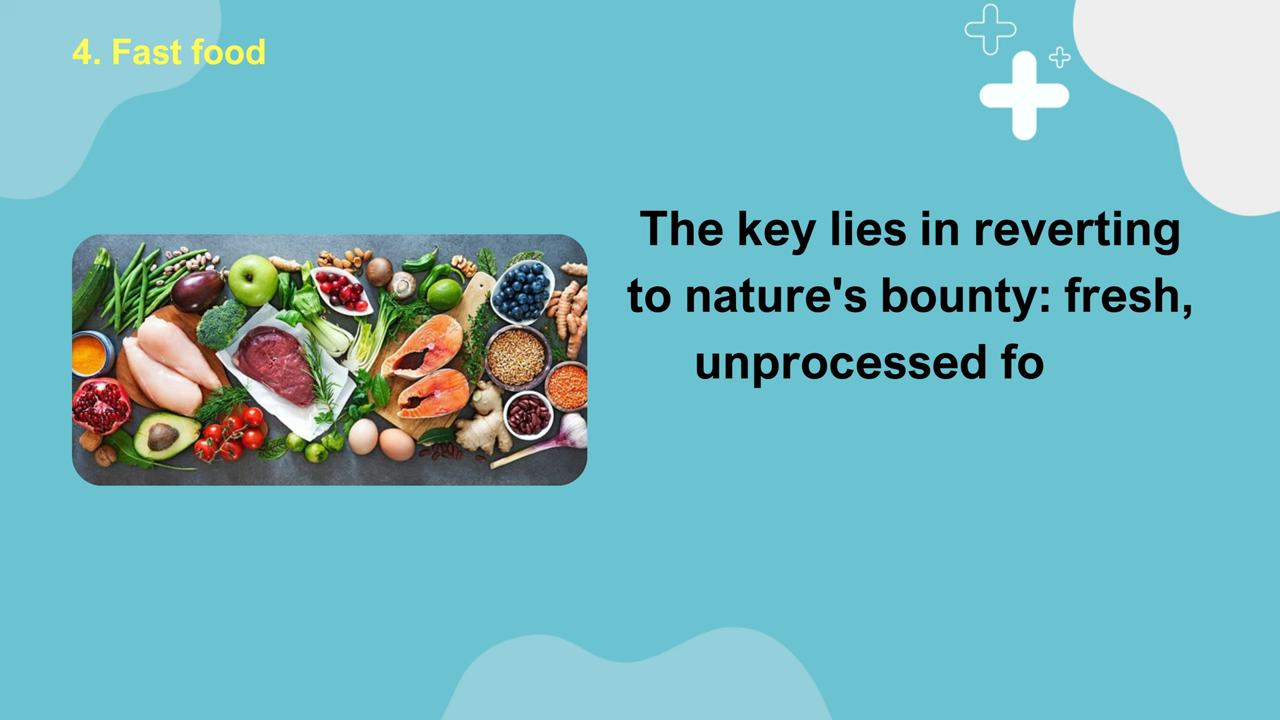 4. Fast food
The key lies in reverting
to nature's bounty: fresh,
unprocessed fo